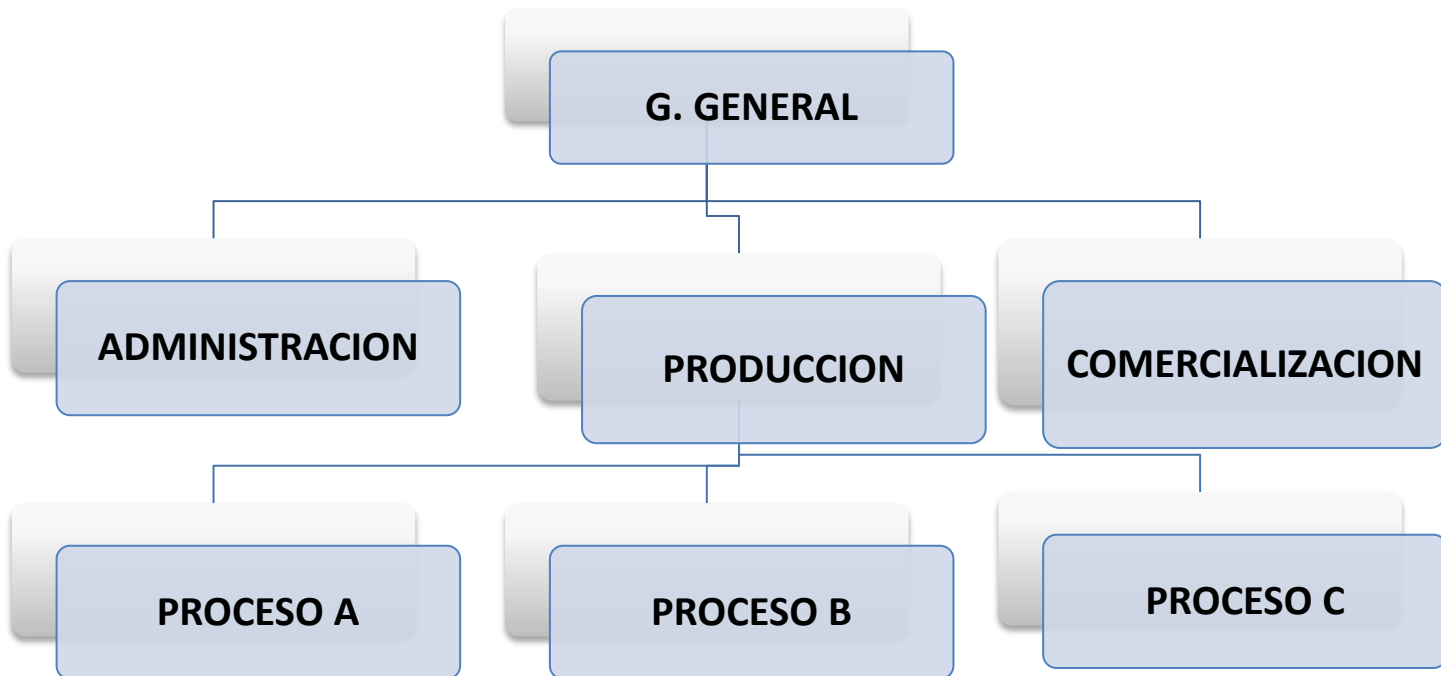 G. GENERAL
ADMINISTRACION
PRODUCCION
COMERCIALIZACION
PROCESO A
PROCESO B
PROCESO C